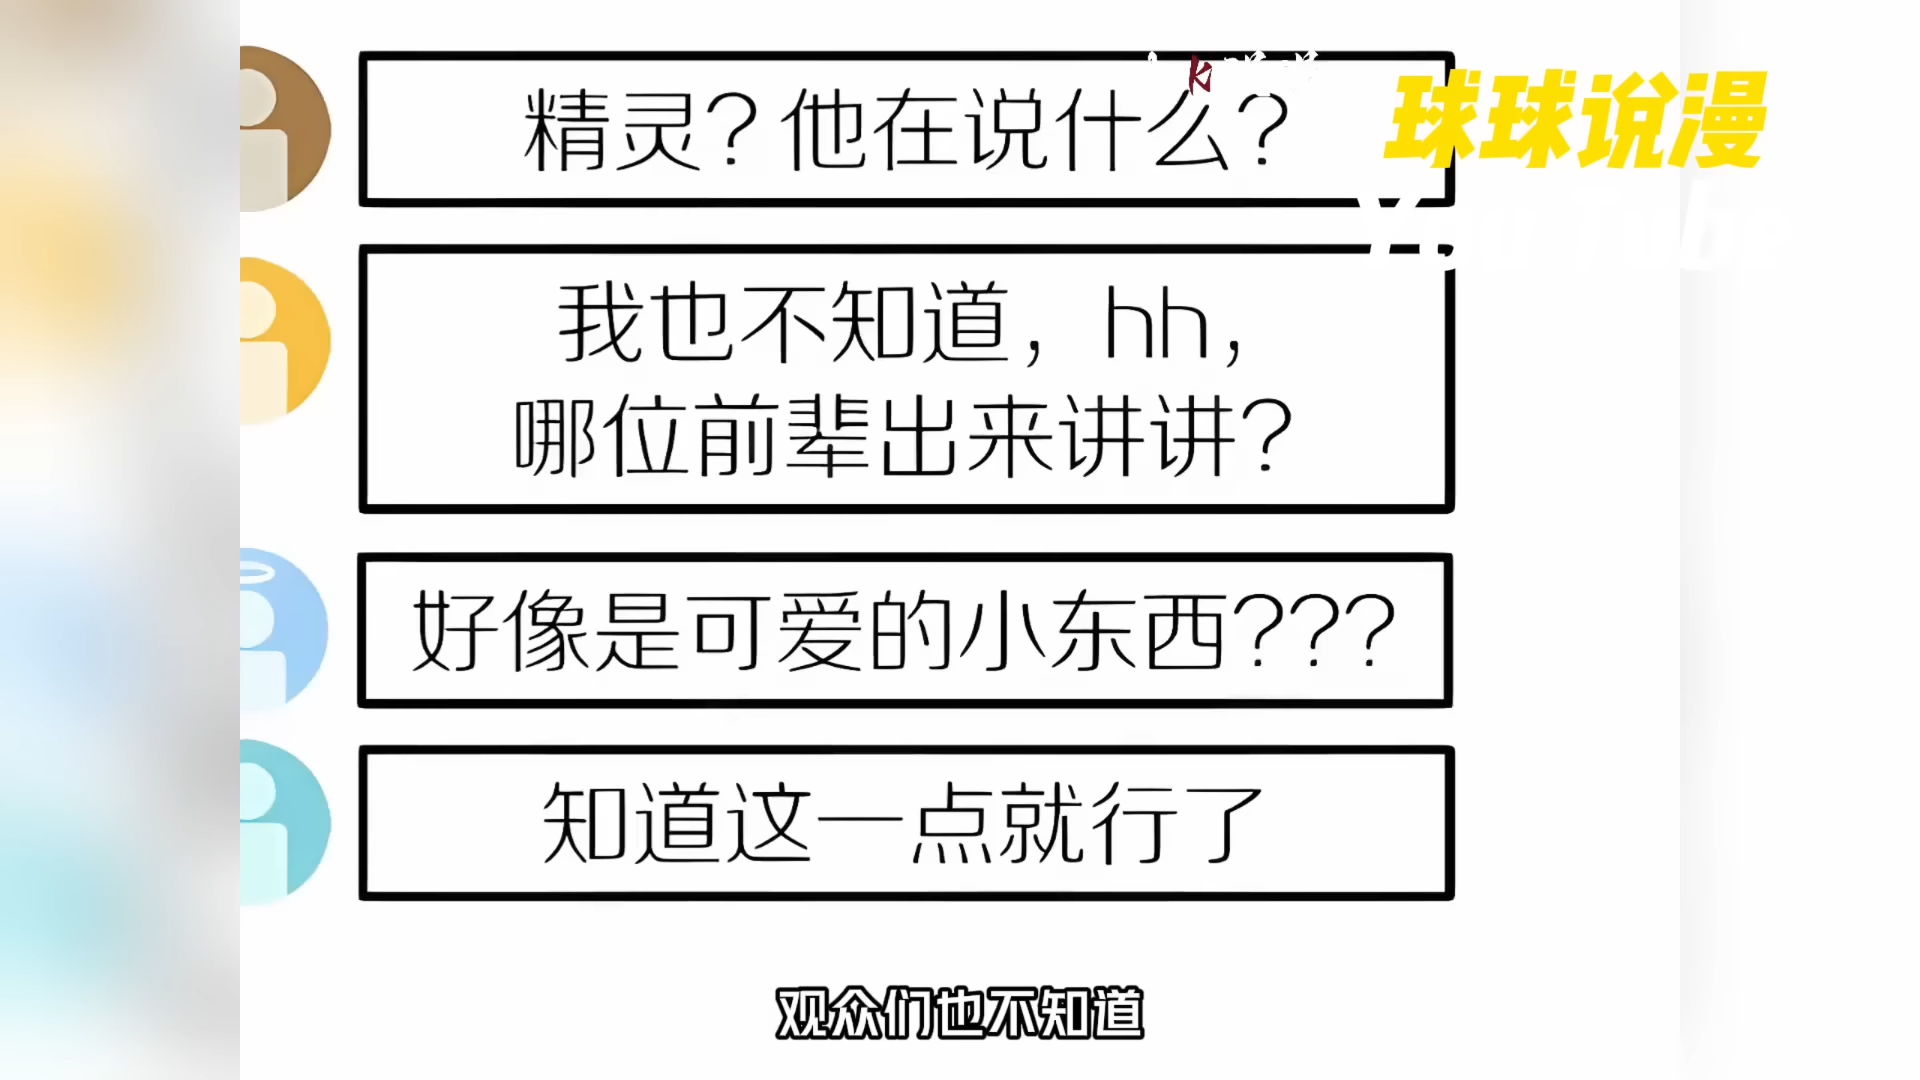 精灵？他在说什么？
球球说漫
YouTube
我也不知道，hh，
哪位前辈出来讲讲？
好像是可爱的小东西？？？
知道这一点就行了
观众们也不知道